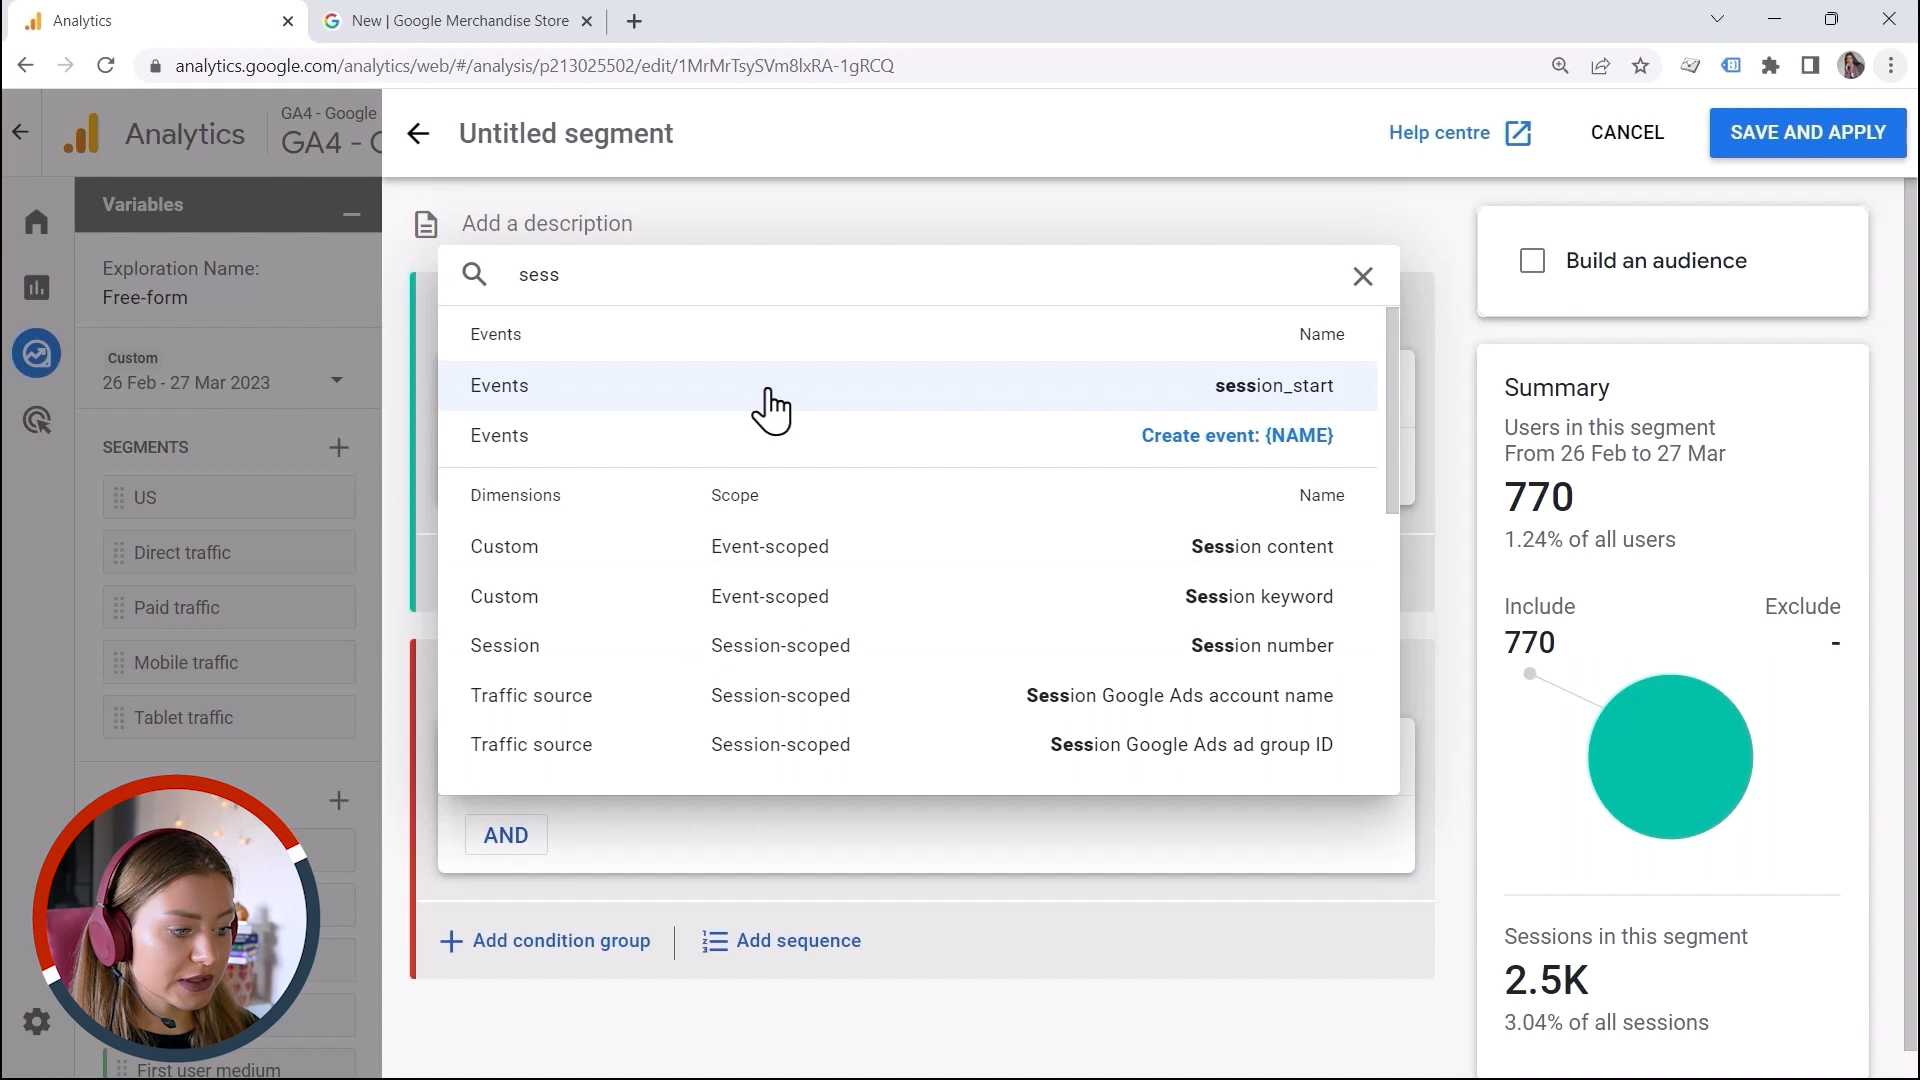 Analytics
New | Google Merchandise Store
analytics.google.com/analytics/web/#/analysis/p213025502/edit/1MrMrTsySVm8lxRA-1gRCQ
Analytics
GA4 - Google
GA4 - 
Untitled segment
Help centre
CANCEL
SAVE AND APPLY
Variables
Exploration Name:
Free-form
Custom
26 Feb - 27 Mar 2023
SEGMENTS
US
Direct traffic
Paid traffic
Mobile traffic
Tablet traffic
First user medium
Add a description
sess
Events Name
Events session_start
Events Create event: {NAME}
Dimensions Scope Name
Custom Event-scoped Session content
Custom Event-scoped Session keyword
Session Session-scoped Session number
Traffic source Session-scoped Session Google Ads account name
Traffic source Session-scoped Session Google Ads ad group ID
AND
Add condition group
Add sequence
Build an audience
Summary
Users in this segment
From 26 Feb to 27 Mar
770
1.24% of all users
Include Exclude
770 -
Sessions in this segment
2.5K
3.04% of all sessions